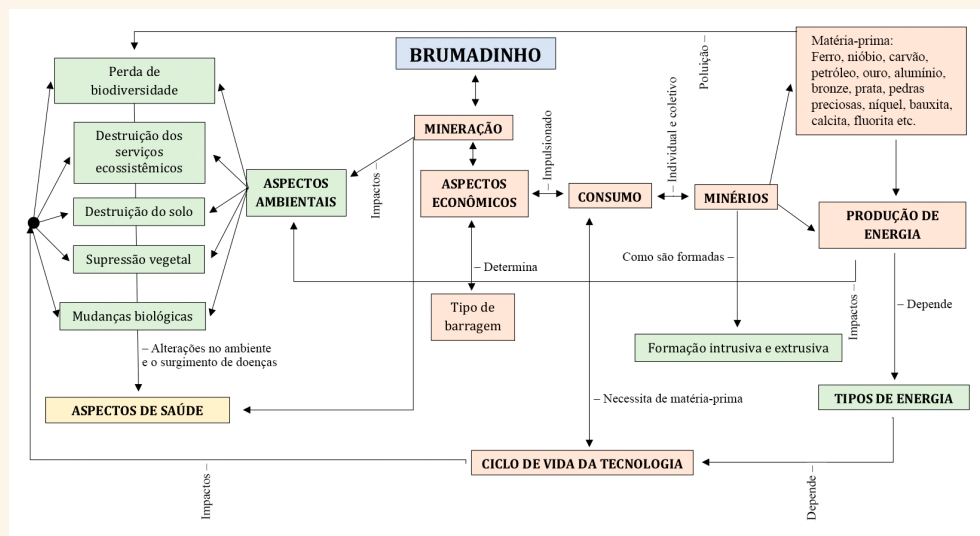 BRUMADINHO
Matéria-prima:
Ferro, nióbio, carvão,
petróleo, ouro, alumínio,
bronze, prata, pedras
preciosas, níquel, bauxita,
calcita, fluorita etc.
Poluição –
Perda de
biodiversidade
MINERAÇÃO
Destruição dos
serviços
ecossistêmicos
ASPECTOS
AMBIENTAIS
Impactos –
ASPECTOS
ECONÔMICOS
– Impulsionado
CONSUMO
Individual e coletivo
–
MINÉRIOS
PRODUÇÃO DE
ENERGIA
Destruição do solo
Supressão vegetal
Mudanças biológicas
– Determina
Tipo de
barragem
Como são formadas –
Formação intrusiva e extrusiva
Impactos –
– Depende
– Alterações no ambiente
e o surgimento de doenças
ASPECTOS DE SAÚDE
– Necessita de matéria-prima
TIPOS DE ENERGIA
CICLO DE VIDA DA TECNOLOGIA
Impactos –
Depende –